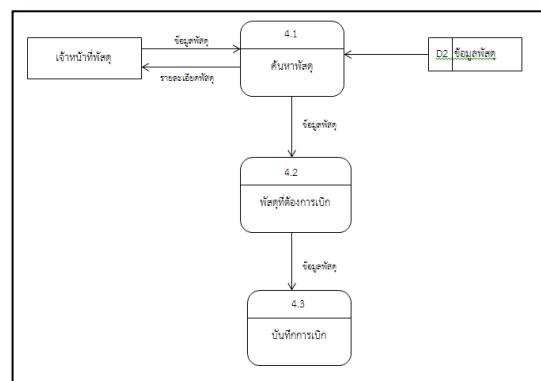 4.1
ข้อมูลพัสดุ
เจ้าหน้าที่พัสดุ
ค้นหาพัสดุ
D2 ข้อมูลพัสดุ
รายละเอียดพัสดุ
ข้อมูลพัสดุ
4.2
พัสดุที่ต้องการเบิก
ข้อมูลพัสดุ
4.3
บันทึกการเบิก